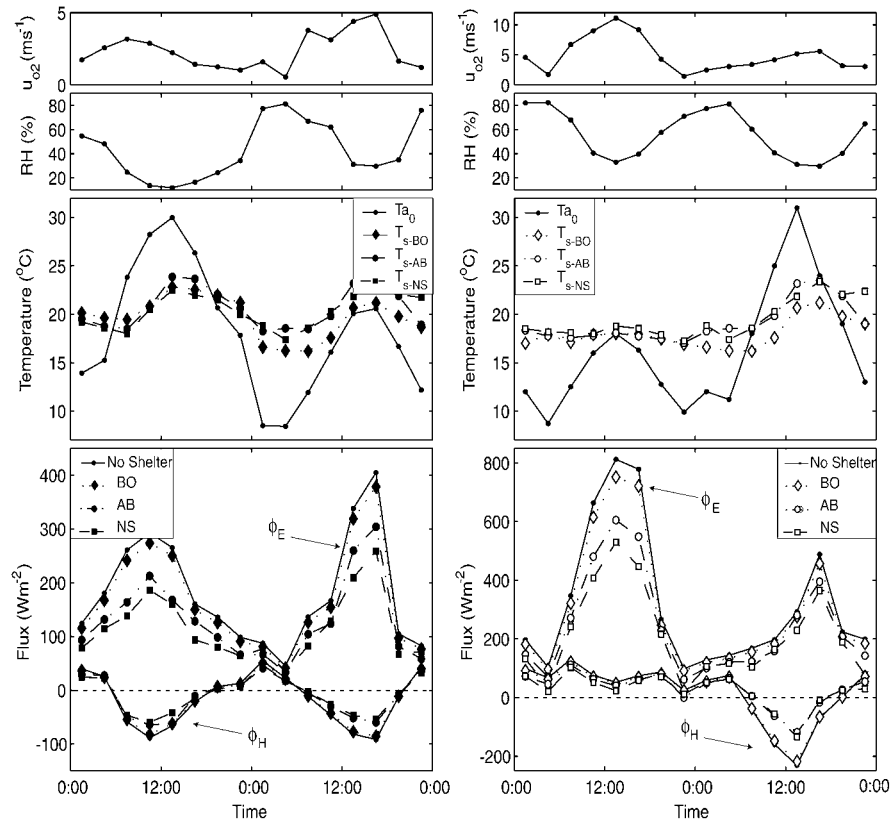 u_o2 (ms^-1)
5
0
RH (%)
80
60
40
20
Temperature (°C)
30
25
20
15
10
Ta_0
T_s-BO
T_s-AB
T_s-NS
Flux (Wm^-2)
400
300
200
100
0
-100
No Shelter
BO
AB
NS
ϕ_E
ϕ_H
0:00
12:00
0:00
12:00
0:00
Time
u_o2 (ms^-1)
10
5
0
RH (%)
80
60
40
20
Temperature (°C)
30
25
20
15
10
Ta_0
T_s-BO
T_s-AB
T_s-NS
Flux (Wm^-2)
800
600
400
200
0
-200
No Shelter
BO
AB
NS
ϕ_E
ϕ_H
0:00
12:00
0:00
12:00
0:00
Time